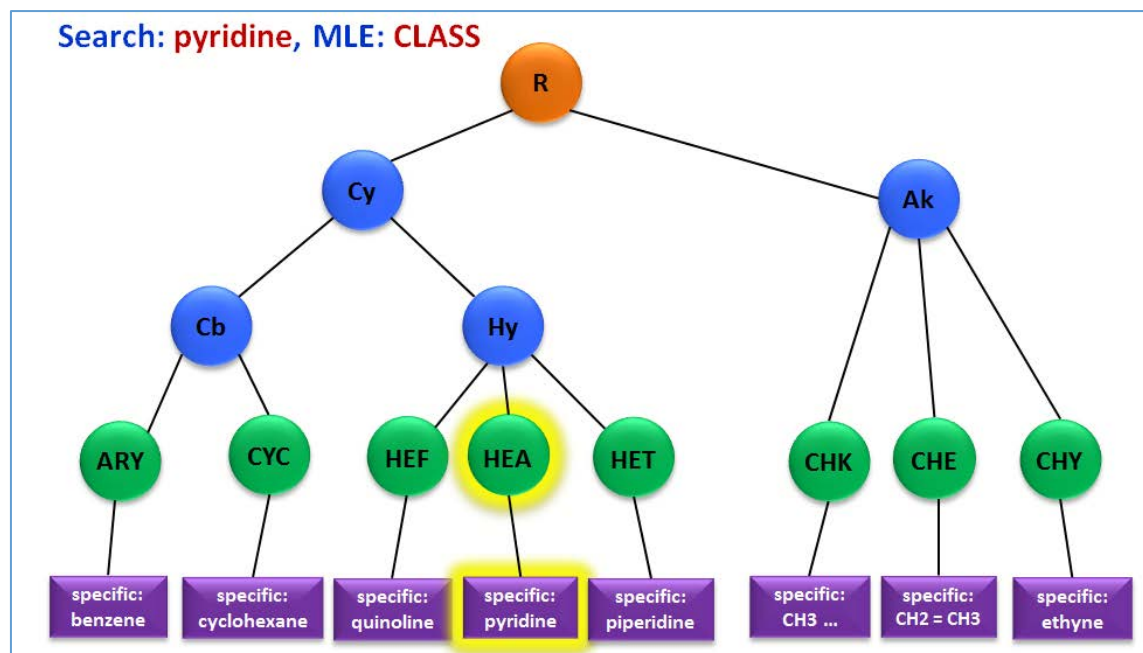 Search: pyridine, MLE: CLASS
R
Cy
Ak
Cb
Hy
ARY
CYC
HEF
HEA
HET
CHK
CHE
CHY
specific:
benzene
specific:
cyclohexane
specific:
quinoline
specific:
pyridine
specific:
piperidine
specific:
CH3 ...
specific:
CH2 = CH3
specific:
ethyne